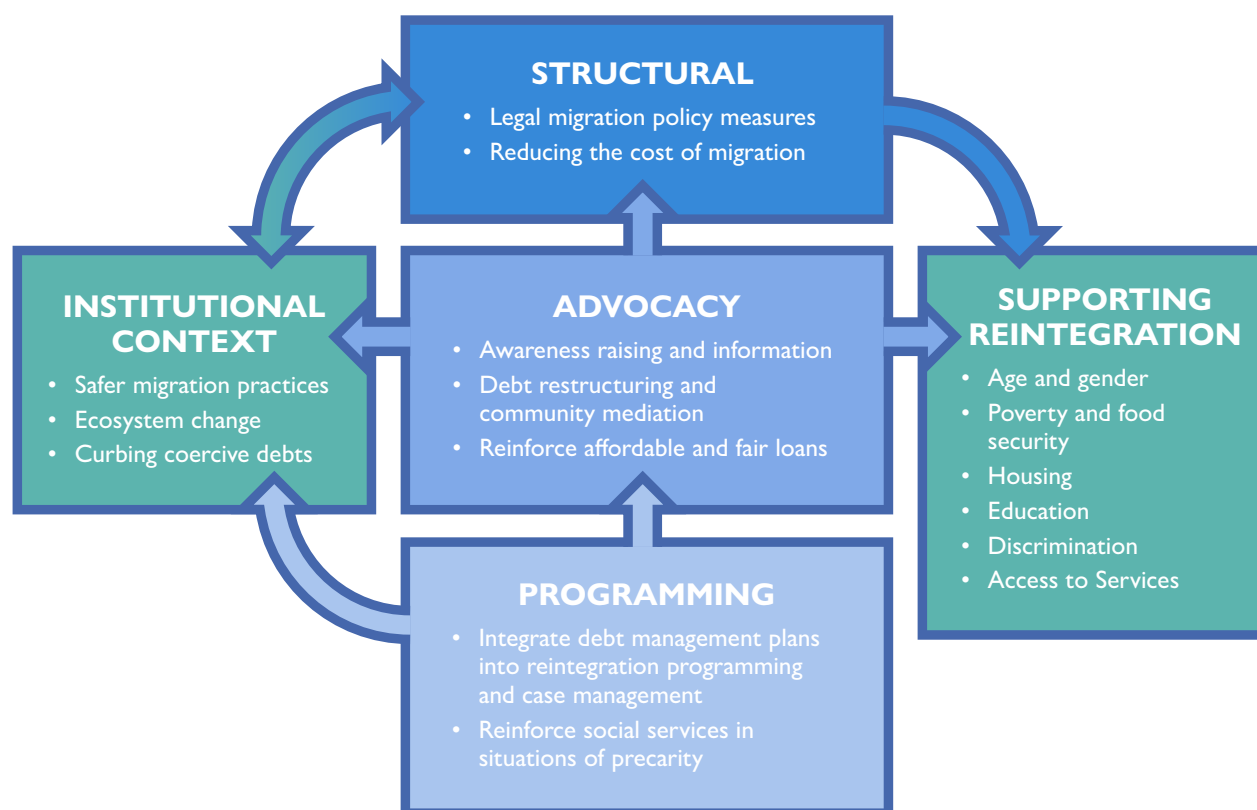 STRUCTURAL
• Legal migration policy measures
• Reducing the cost of migration
INSTITUTIONAL
CONTEXT
• Safer migration practices
• Ecosystem change
• Curbing coercive debts
ADVOCACY
• Awareness raising and information
• Debt restructuring and
community mediation
• Reinforce affordable and fair loans
SUPPORTING
REINTEGRATION
• Age and gender
• Poverty and food
security
• Housing
• Education
• Discrimination
• Access to Services
PROGRAMMING
• Integrate debt management plans
into reintegration programming
and case management
• Reinforce social services in
situations of precarity